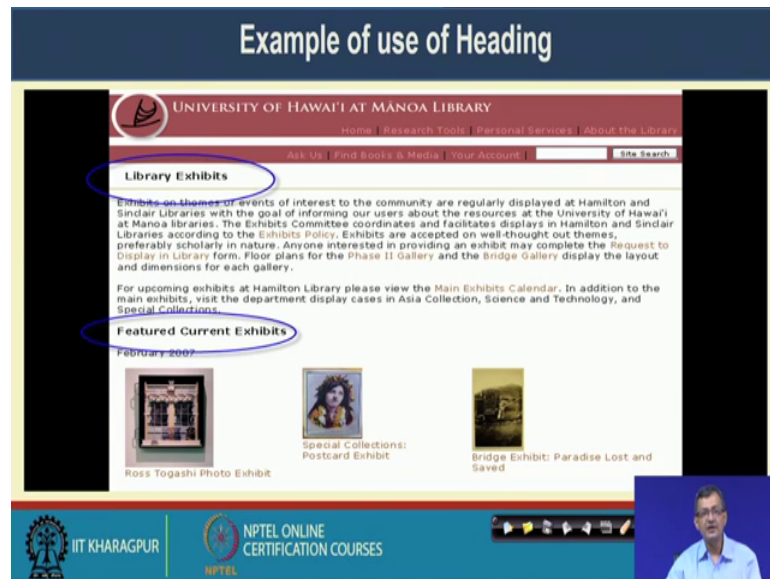 Example of use of Heading
UNIVERSITY OF HAWAI'I AT MĀNOA LIBRARY
Home | Research Tools | Personal Services | About the Library
Ask Us | Find Books & Media | Your Account | Site Search
Library Exhibits
Exhibits on themes or events of interest to the community are regularly displayed at Hamilton and
Sinclair Libraries with the goal of informing our users about the resources at the University of Hawai'i
at Manoa libraries. The Exhibits Committee coordinates and facilitates displays in Hamilton and Sinclair
Libraries according to the Exhibits Policy. Exhibits are accepted on well-thought out themes,
preferably scholarly in nature. Anyone interested in providing an exhibit may complete the Request to
Display in Library form. Floor plans for the Phase II Gallery and the Bridge Gallery display the layout
and dimensions for each gallery.
For upcoming exhibits at Hamilton Library please view the Main Exhibits Calendar. In addition to the
main exhibits, visit the department display cases in Asia Collection, Science and Technology, and
Special Collections.
Featured Current Exhibits
February 2007
Ross Togashi Photo Exhibit
Special Collections:
Postcard Exhibit
Bridge Exhibit: Paradise Lost and
Saved
IIT KHARAGPUR
NPTEL ONLINE
CERTIFICATION COURSES
NPTEL